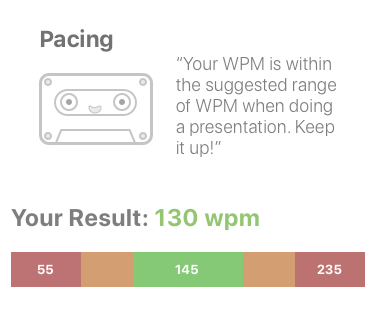 Pacing
“Your WPM is within
the suggested range
of WPM when doing
a presentation. Keep
it up!”
Your Result: 130 wpm
55 145 235